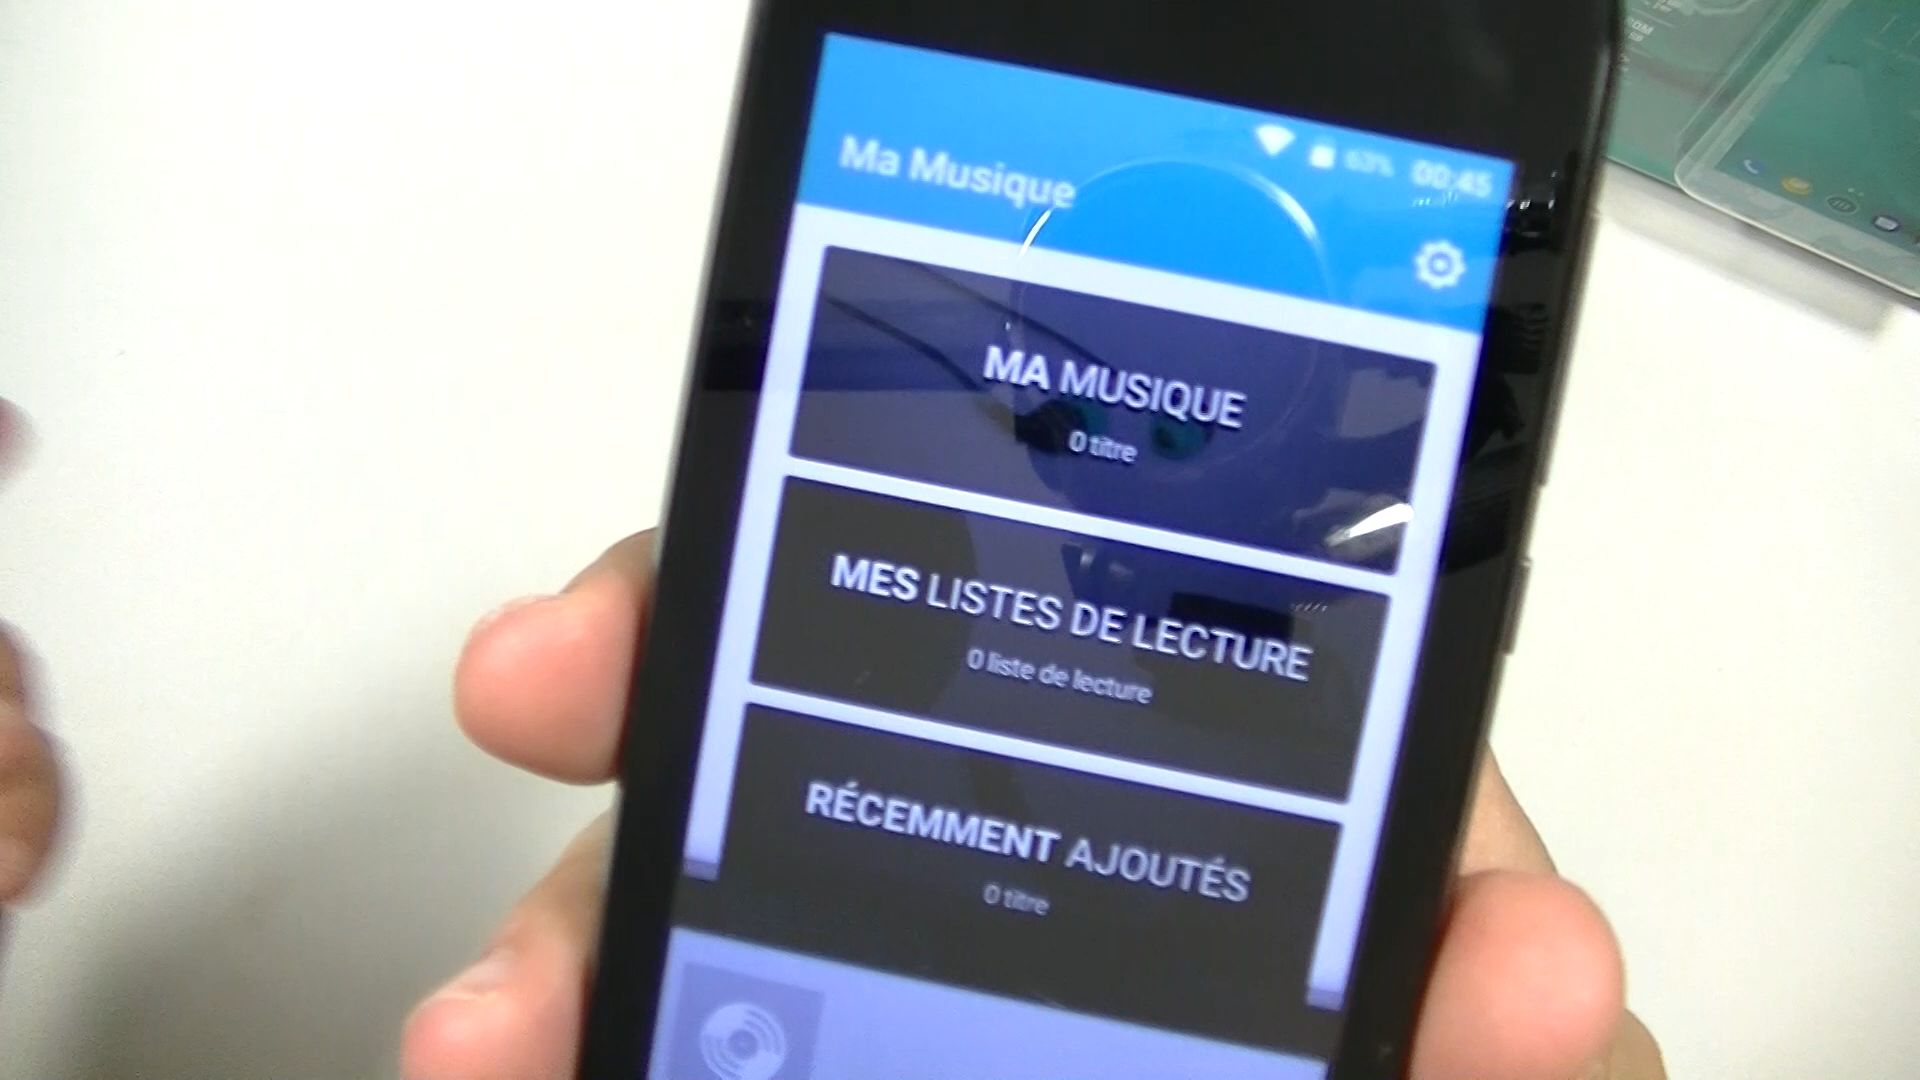 63% 00:45
Ma Musique
MA MUSIQUE
0 titre
MES LISTES DE LECTURE
0 liste de lecture
RÉCEMMENT AJOUTÉS
0 titre